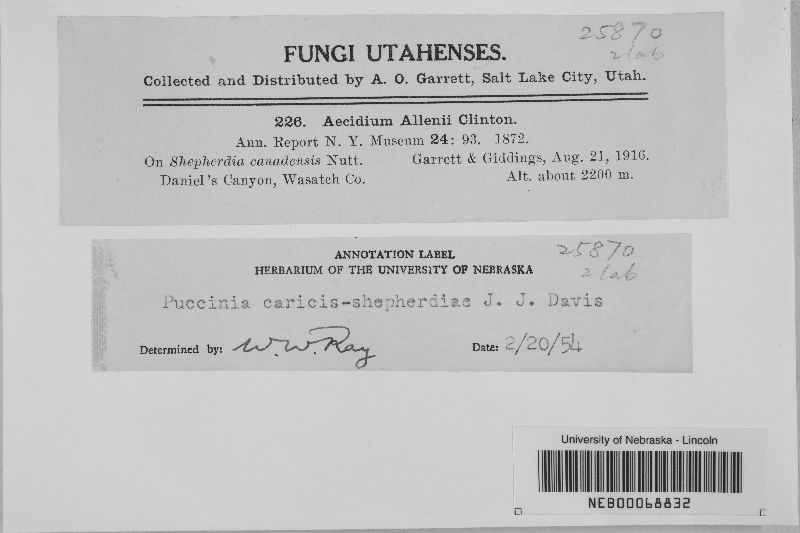 25870
2 lab
FUNGI UTAHENSES.
Collected and Distributed by A. O. Garrett, Salt Lake City, Utah.
226. Aecidium Allenii Clinton.
Ann. Report N. Y. Museum 24: 93. 1872.
On Shepherdia canadensis Nutt. Garrett & Giddings, Aug. 21, 1916.
Daniel's Canyon, Wasatch Co. Alt. about 2200 m.
25870
2 lab
ANNOTATION LABEL
HERBARIUM OF THE UNIVERSITY OF NEBRASKA
Puccinia caricis-shepherdiae J. J. Davis
Determined by: W. W. Ray Date: 2/20/54
University of Nebraska - Lincoln
NEB00068832